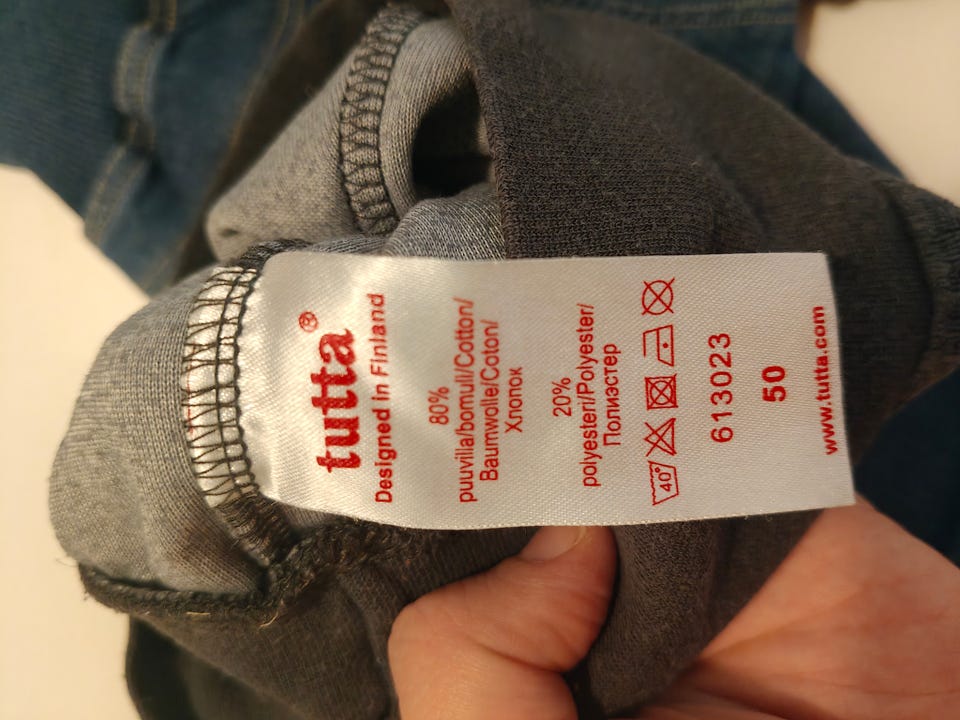 tutta®
Designed in Finland
80%
puuvilla/bomull/Cotton/
Baumwolle/Coton/
Хлопок
20%
polyesteri/Polyester/
Полиэстер
40°
613023
50
www.tutta.com